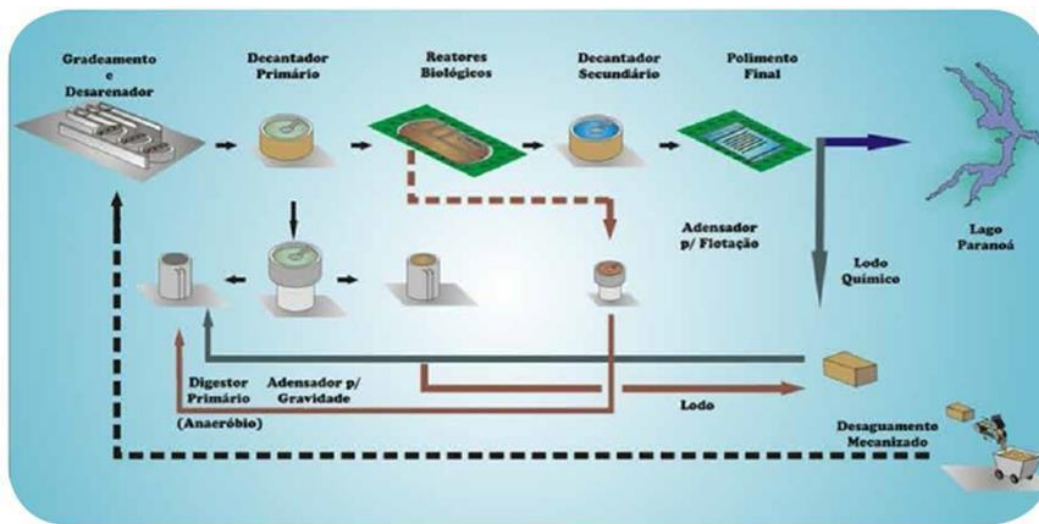 Gradeamento
e
Desarenador
Decantador
Primário
Reatores
Biológicos
Decantador
Secundário
Polimento
Final
Lago
Paranoá
Adensador
p/ Flotação
Lodo
Químico
Digestor
Primário
(Anaeróbio)
Adensador p/
Gravidade
Lodo
Desaguamento
Mecanizado